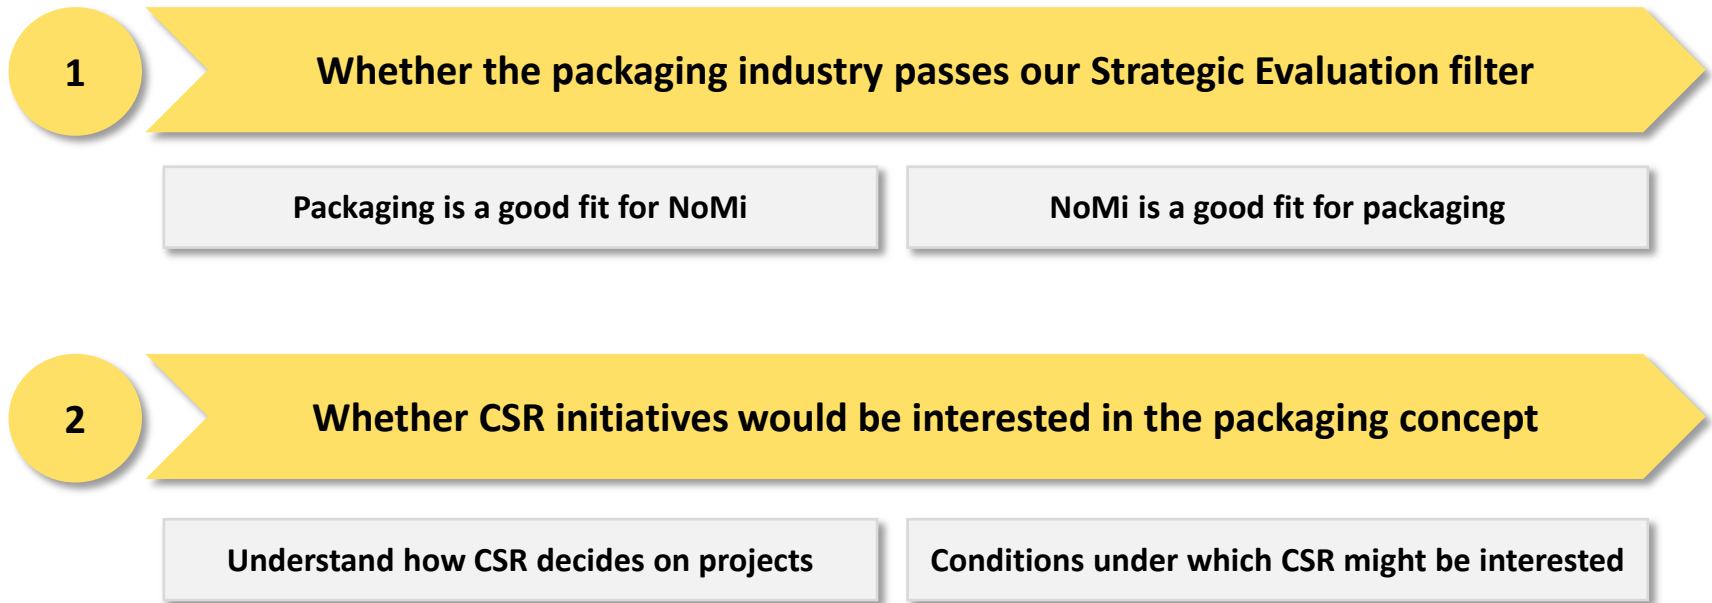 1
Whether the packaging industry passes our Strategic Evaluation filter
Packaging is a good fit for NoMi
NoMi is a good fit for packaging
2
Whether CSR initiatives would be interested in the packaging concept
Understand how CSR decides on projects
Conditions under which CSR might be interested